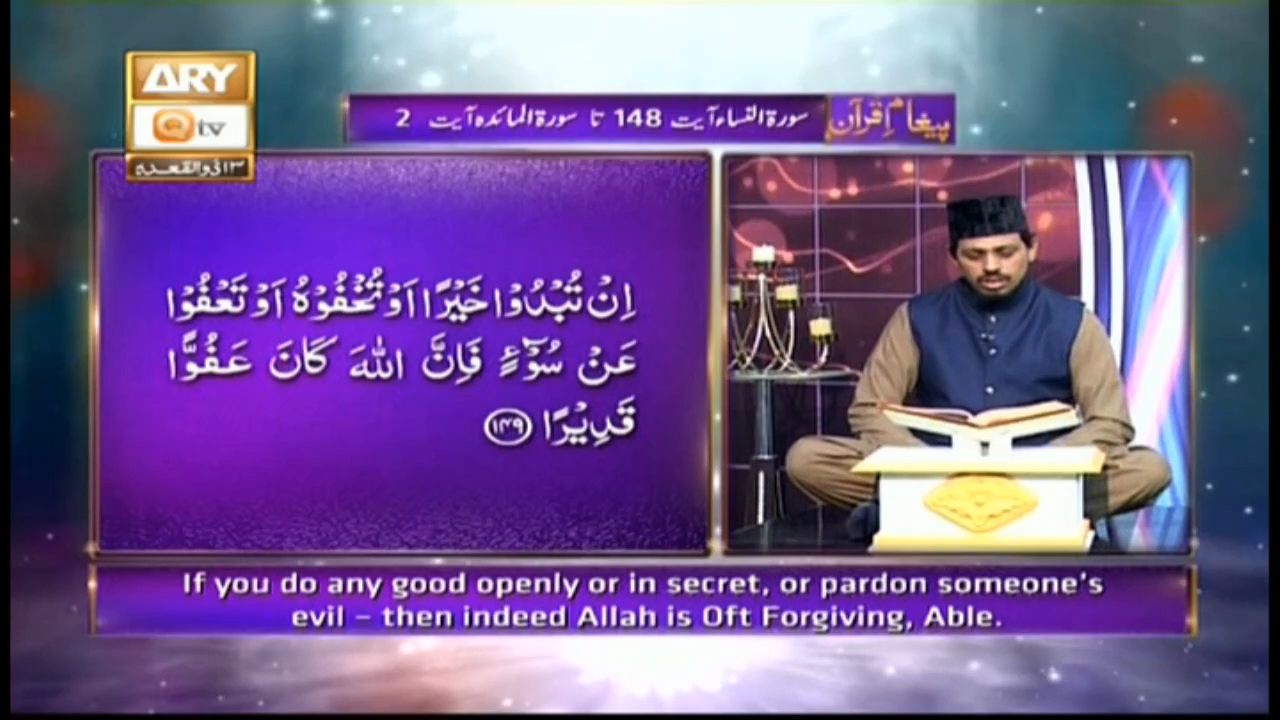 ARY
Qtv
۱۳ ذوالقعدہ
پیغامِ قرآن
سورۃ النساء آیت 148 تا سورۃ المائدہ آیت 2
اِنْ تُبْدُوْا خَيْرًا اَوْ تُخْفُوْهُ اَوْ تَعْفُوْا
عَنْ سُوْٓءٍ فَاِنَّ اللّٰهَ كَانَ عَفُوًّا
قَدِيْرًا ﴿۱۴۹﴾
If you do any good openly or in secret, or pardon someone's
evil – then indeed Allah is Oft Forgiving, Able.